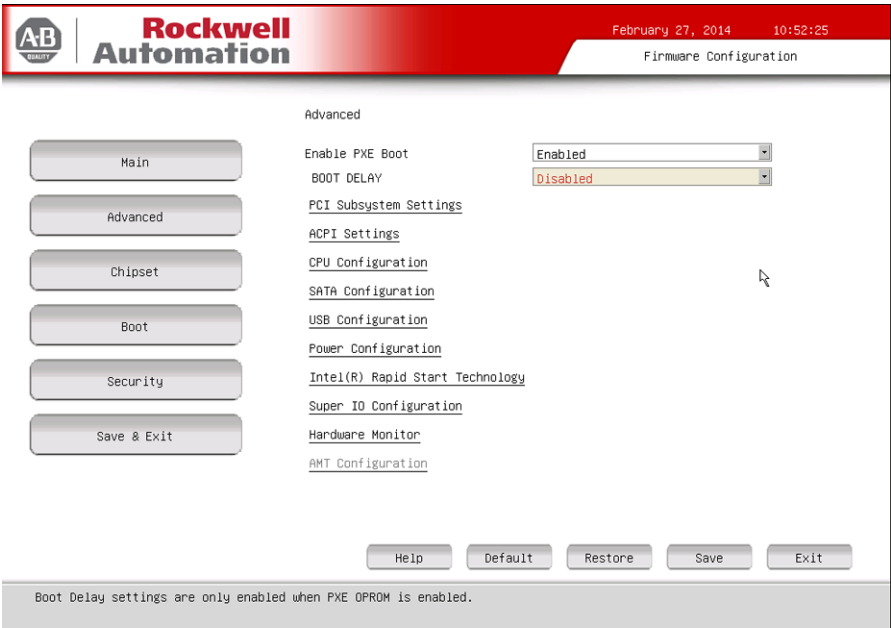 A-B
QUALITY
Rockwell
Automation
February 27, 2014 10:52:25
Firmware Configuration
Main
Advanced
Chipset
Boot
Security
Save & Exit
Advanced
Enable PXE Boot Enabled
BOOT DELAY Disabled
PCI Subsystem Settings
ACPI Settings
CPU Configuration
SATA Configuration
USB Configuration
Power Configuration
Intel(R) Rapid Start Technology
Super IO Configuration
Hardware Monitor
AMT Configuration
Help Default Restore Save Exit
Boot Delay settings are only enabled when PXE OPROM is enabled.